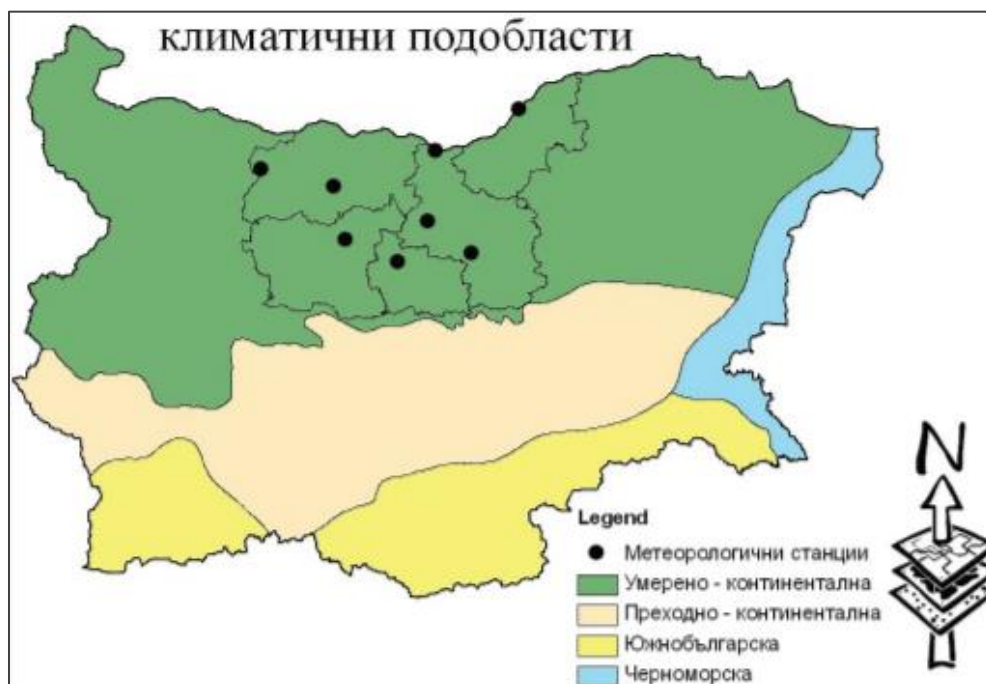 климатични подобласти
N
Legend
Метеорологични станции
Умерено - континентална
Преходно - континентална
Южнобългарска
Черноморска